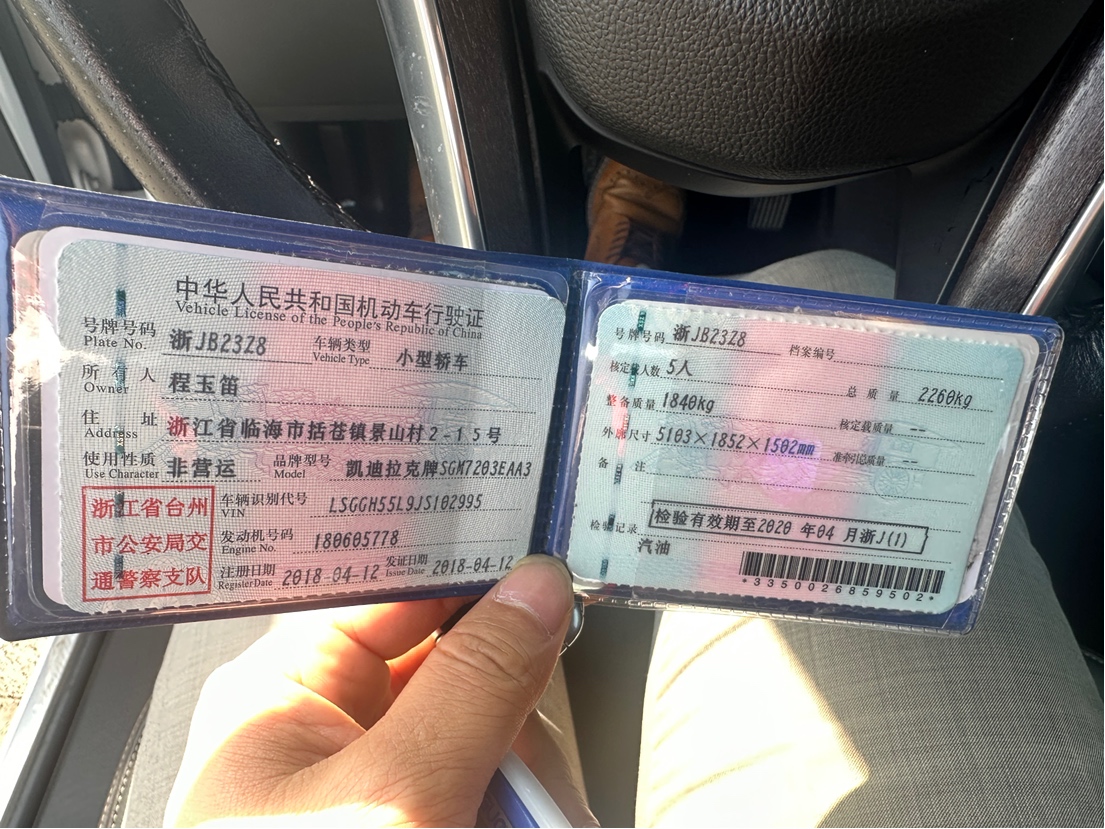 中华人民共和国机动车行驶证
Vehicle License of the People's Republic of China
号牌号码 浙JB23Z8 车辆类型 小型轿车
Plate No. Vehicle Type
所有人 程玉笛
Owner
住址 浙江省临海市括苍镇景山村2-15号
Address
使用性质 非营运 品牌型号 凯迪拉克牌SGM7203EAA3
Use Character Model
浙江省台州
市公安局交
通警察支队
车辆识别代号 LSGGH55L9JS102995
VIN
发动机号码 180605778
Engine No.
注册日期 2018-04-12 发证日期 2018-04-12
Register Date Issue Date
号牌号码 浙JB23Z8 档案编号
核定载人数 5人 总质量 2260kg
整备质量 1840kg 核定载质量 --
外廓尺寸 5103×1852×1502mm 准牵引总质量 --
备注
检验记录 检验有效期至2020年04月浙J(1)
汽油
*3350026859502*